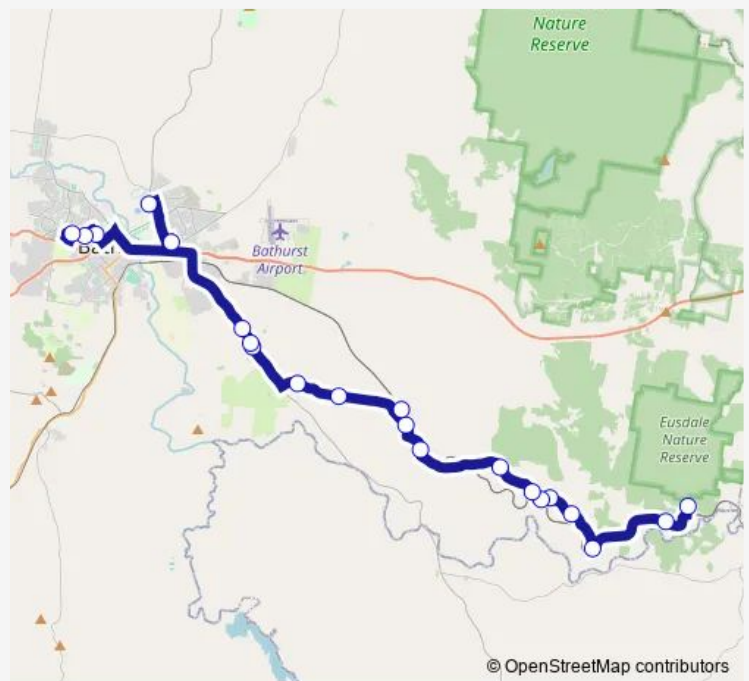 Nature
Reserve
Bathurst
Airport
Eusdale
Nature
Reserve
© OpenStreetMap contributors